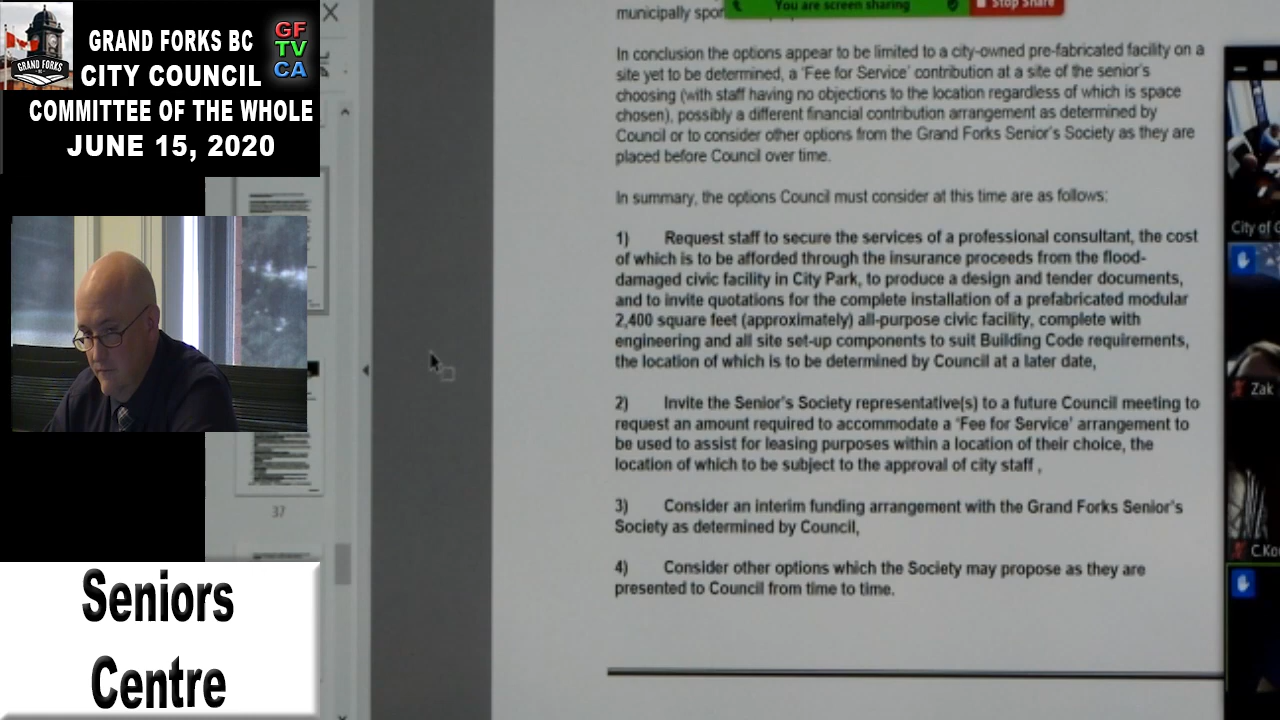 GRAND FORKS BC
CITY COUNCIL
COMMITTEE OF THE WHOLE
JUNE 15, 2020
GF
TV
CA
GRAND FORKS
Seniors
Centre
37
You are screen sharing
Stop Share
municipally
In conclusion the options appear to be limited to a city-owned pre-fabricated facility on a
site yet to be determined, a 'Fee for Service' contribution at a site of the senior's
choosing (with staff having no objections to the location regardless of which is space
chosen), possibly a different financial contribution arrangement as determined by
Council or to consider other options from the Grand Forks Senior's Society as they are
placed before Council over time.
In summary, the options Council must consider at this time are as follows:
1) Request staff to secure the services of a professional consultant, the cost
of which is to be afforded through the insurance proceeds from the flood-
damaged civic facility in City Park, to produce a design and tender documents,
and to invite quotations for the complete installation of a prefabricated modular
2,400 square feet (approximately) all-purpose civic facility, complete with
engineering and all site set-up components to suit Building Code requirements,
the location of which is to be determined by Council at a later date,
2) Invite the Senior's Society representative(s) to a future Council meeting to
request an amount required to accommodate a 'Fee for Service' arrangement to
be used to assist for leasing purposes within a location of their choice, the
location of which to be subject to the approval of city staff ,
3) Consider an interim funding arrangement with the Grand Forks Senior's
Society as determined by Council,
4) Consider other options which the Society may propose as they are
presented to Council from time to time.
City of
Zak